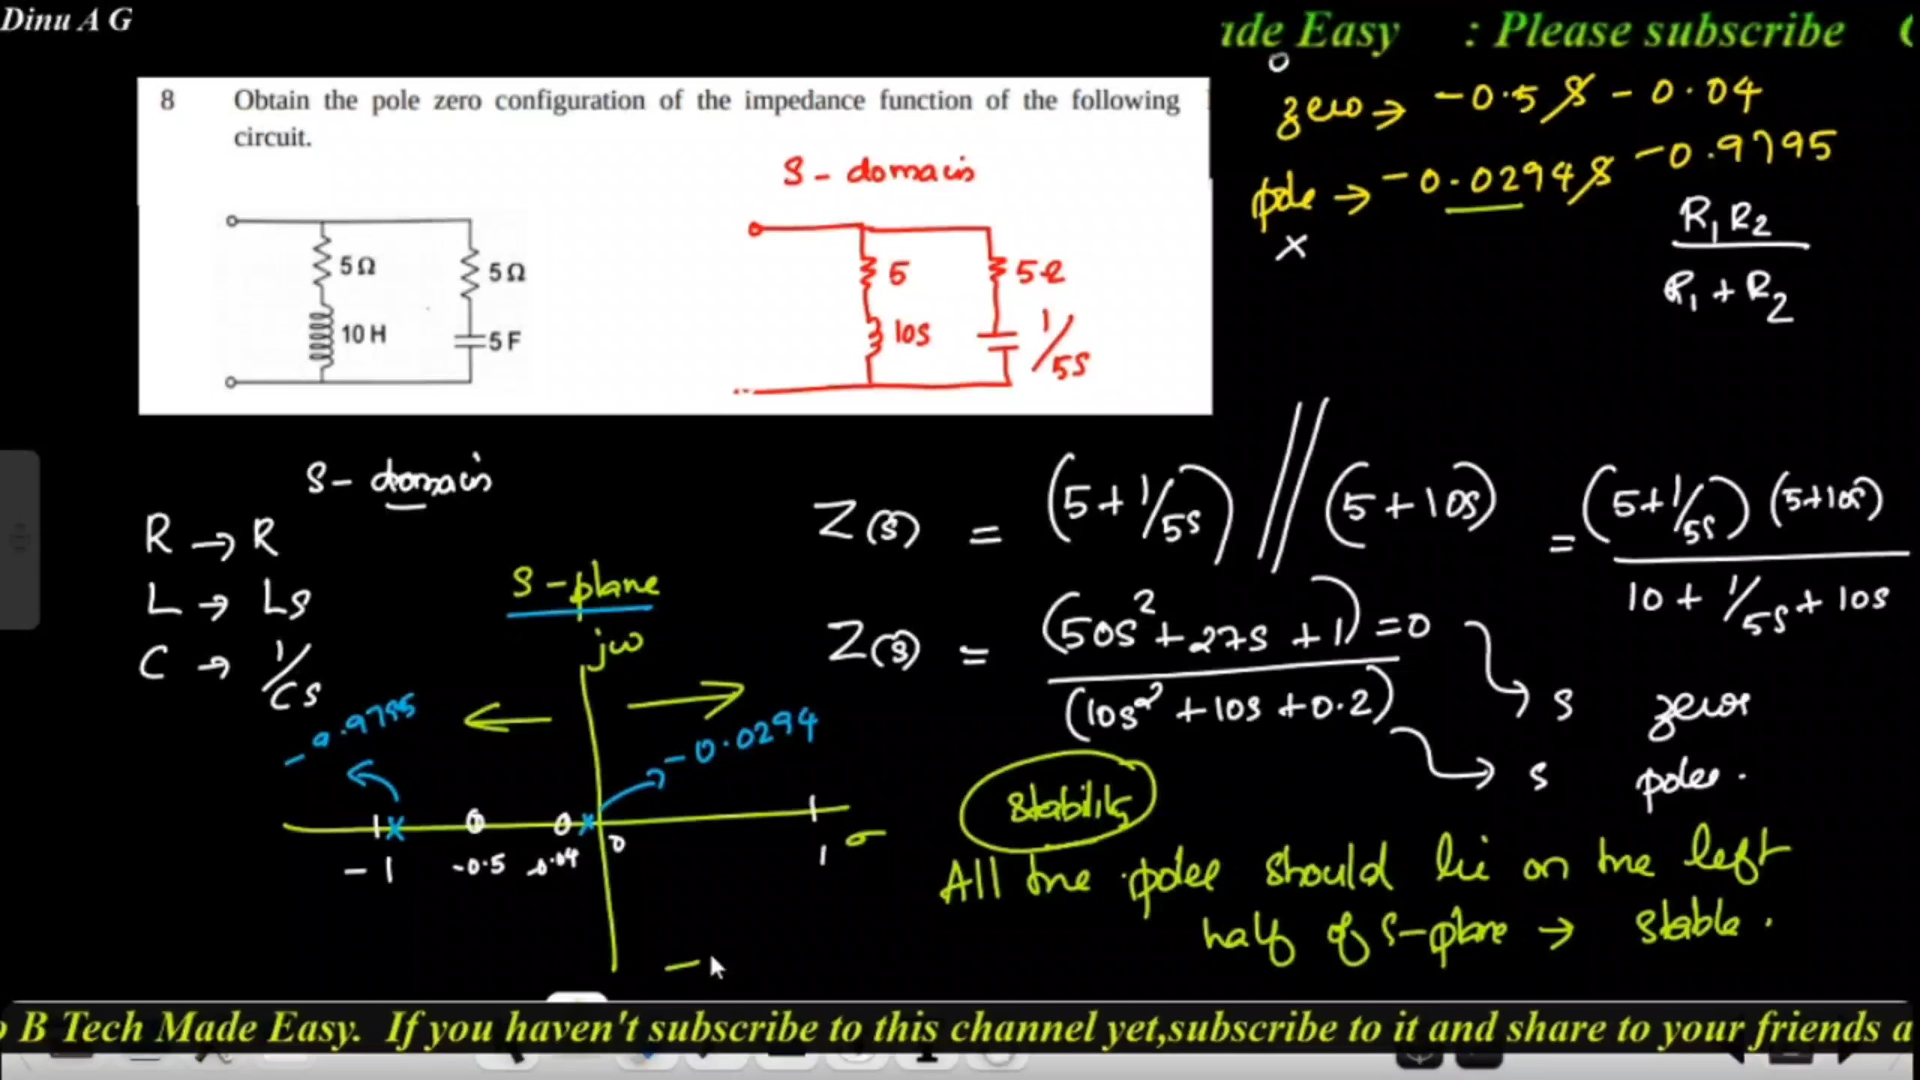 Dinu A G
ıde Easy : Please subscribe
8 Obtain the pole zero configuration of the impedance function of the following
circuit.
5 Ω
10 H
5 Ω
5 F
S - domain
5
10s
5Ω
1/5s
zero → -0.5 & -0.04
pole → -0.0294 & -0.9795
x
R₁ R₂
R₁ + R₂
S - domain
R → R
L → Ls
C → 1/cs
Z(s) = (5+1/5s) // (5+10s) = (5+1/5s) (5+10s)
10 + 1/5s + 10s
Z(s) = (50s² + 27s + 1) = 0
(10s² + 10s + 0.2)
s zeros
s poles.
S - plane
jω
-0.9795
-0.0294
-1
-0.5
-0.04
0
1
σ
Stability
All the poles should lie on the left
half of s-plane → stable.
B Tech Made Easy. If you haven't subscribe to this channel yet,subscribe to it and share to your friends a